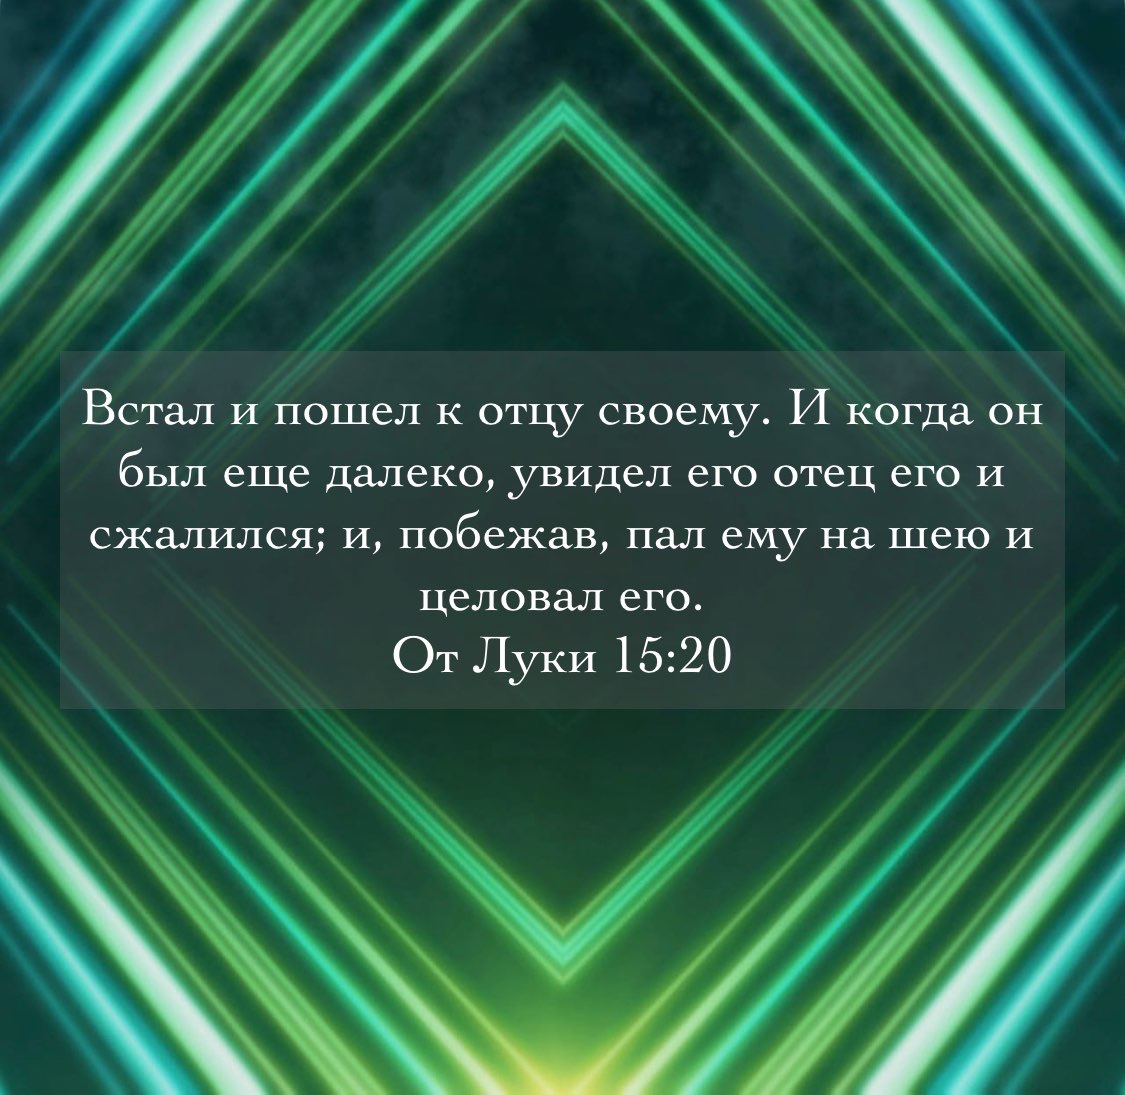 Встал и пошел к отцу своему. И когда он
был еще далеко, увидел его отец его и
сжалился; и, побежав, пал ему на шею и
целовал его.
От Луки 15:20